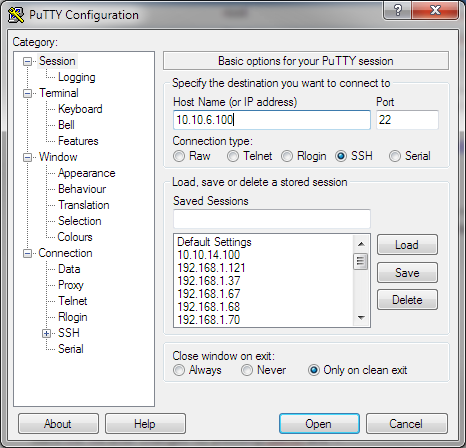 PuTTY Configuration
Category:
Session
Logging
Terminal
Keyboard
Bell
Features
Window
Appearance
Behaviour
Translation
Selection
Colours
Connection
Data
Proxy
Telnet
Rlogin
SSH
Serial
Basic options for your PuTTY session
Specify the destination you want to connect to
Host Name (or IP address) Port
10.10.6.100 22
Connection type:
Raw Telnet Rlogin SSH Serial
Load, save or delete a stored session
Saved Sessions
Default Settings
10.10.14.100
192.168.1.121
192.168.1.37
192.168.1.67
192.168.1.68
192.168.1.70
Load
Save
Delete
Close window on exit:
Always Never Only on clean exit
About Help Open Cancel